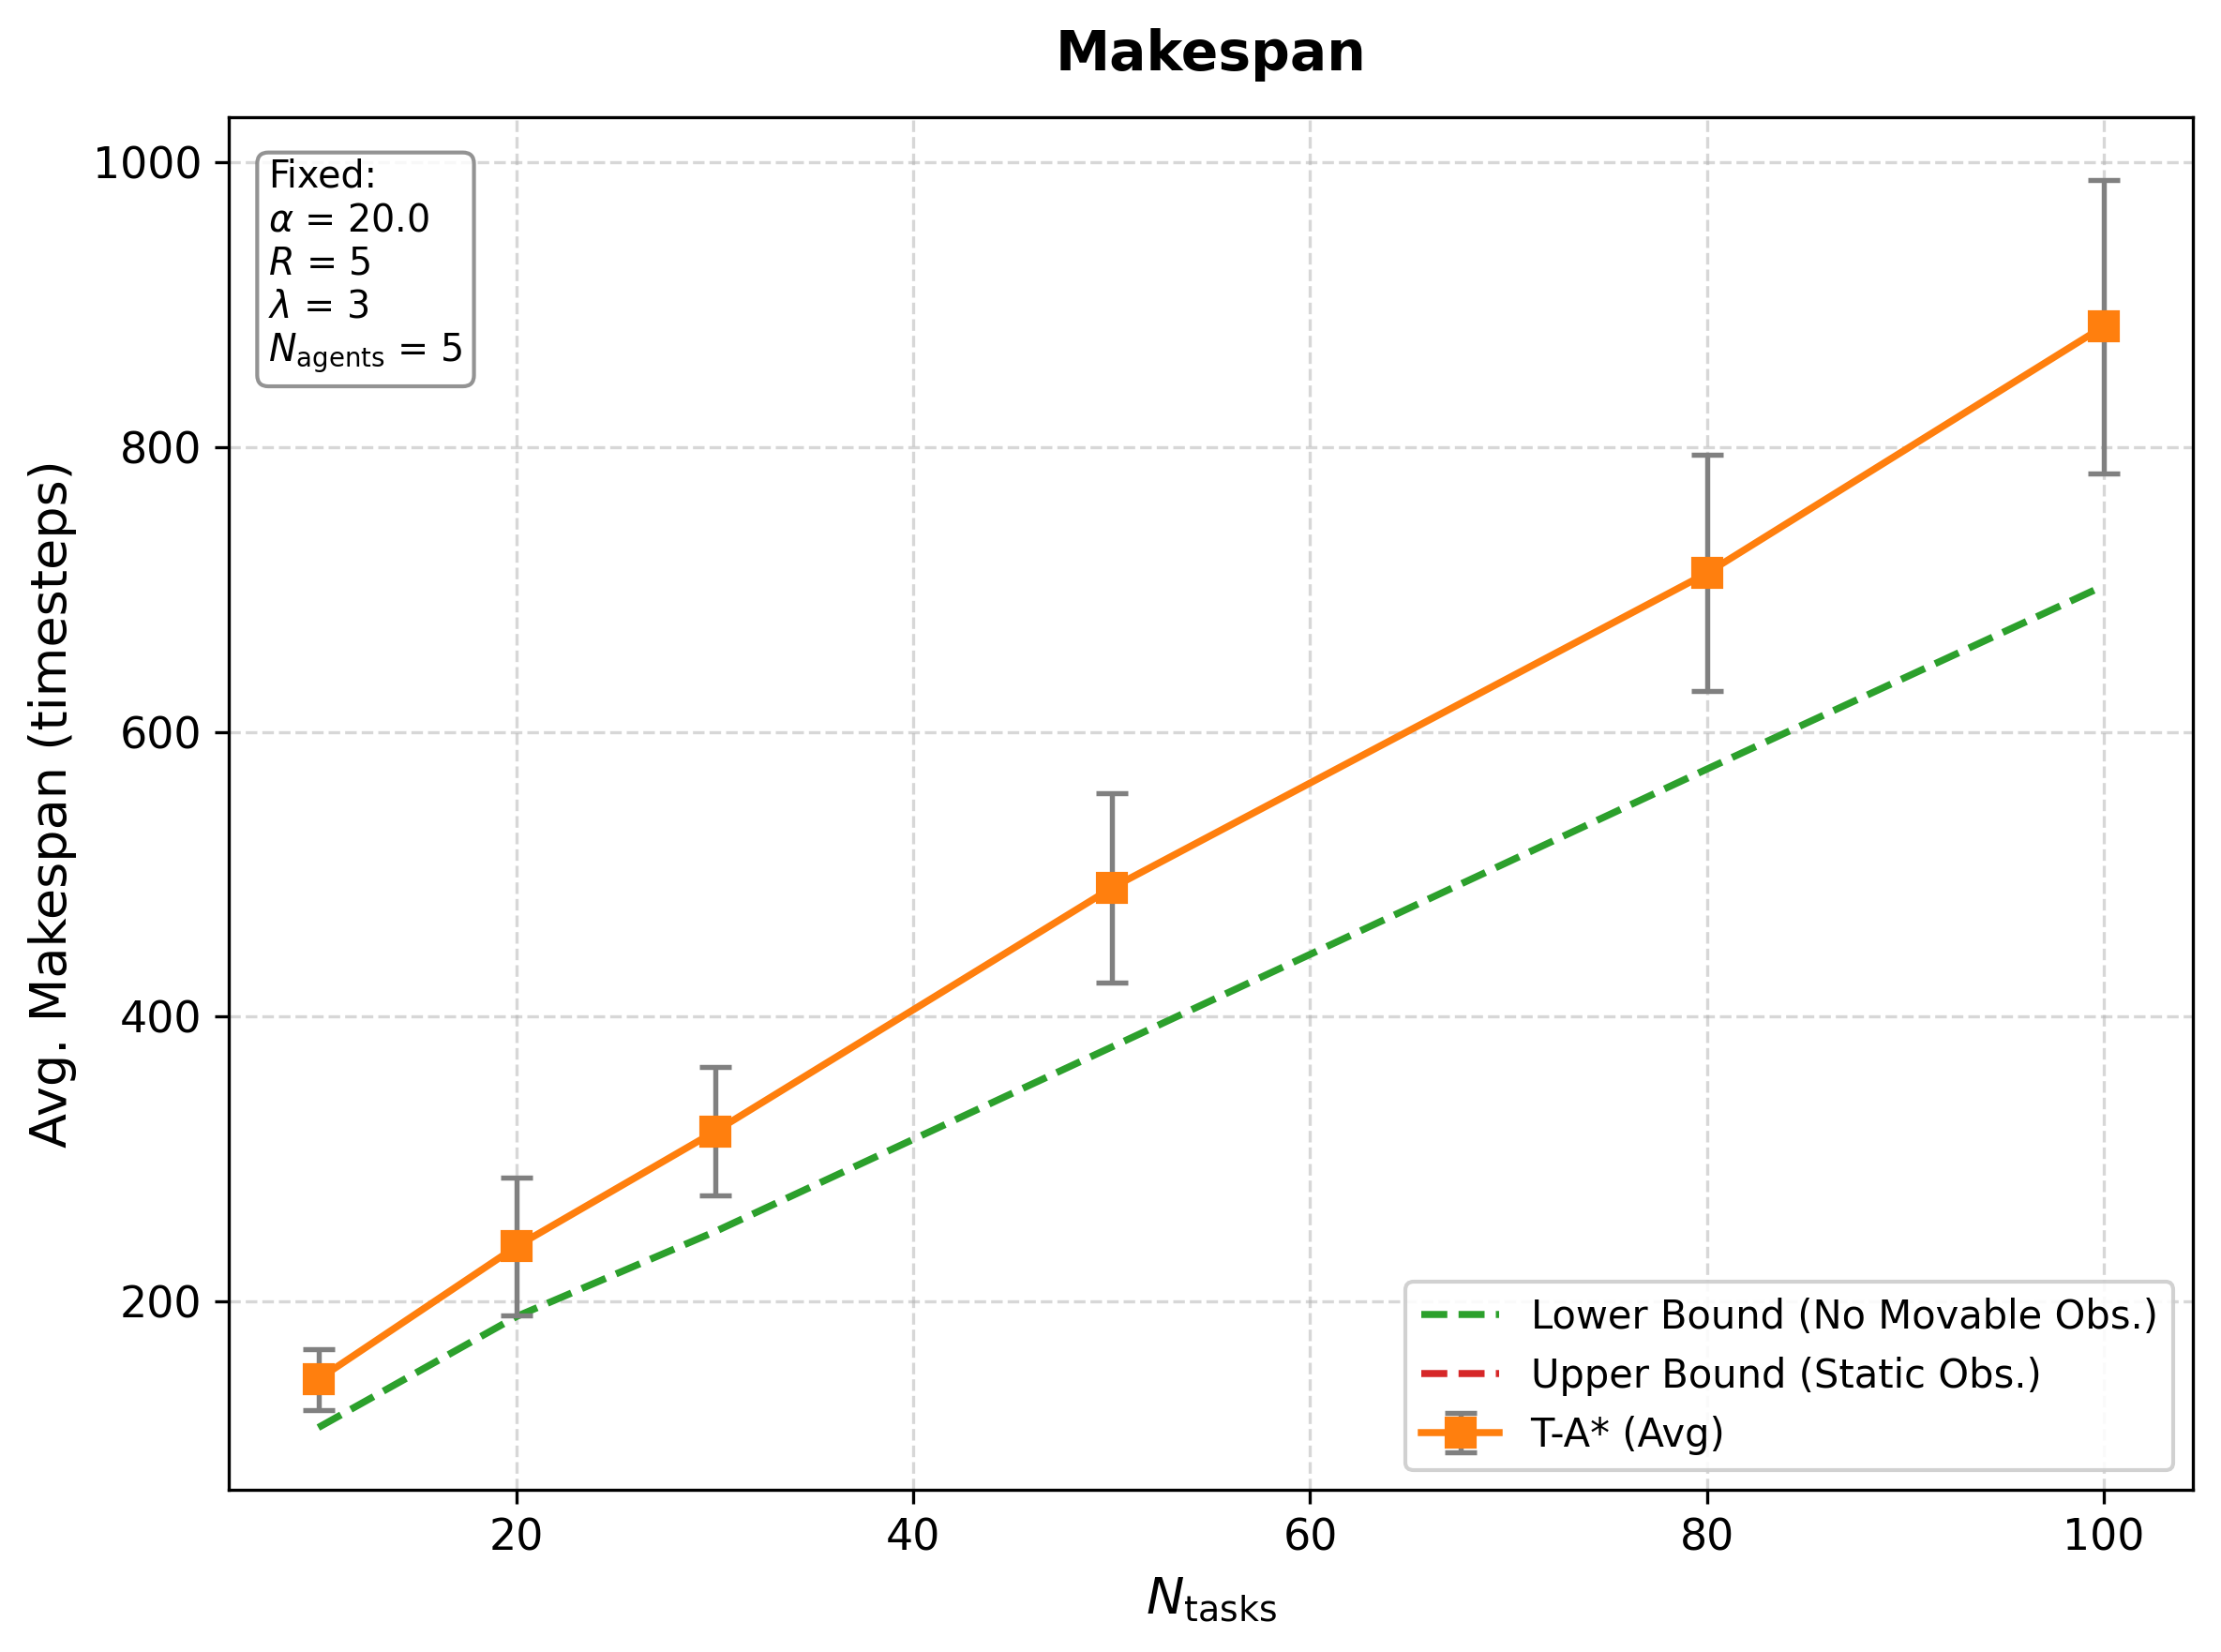 Makespan
Fixed:
α = 20.0
R = 5
λ = 3
N_agents = 5
Avg. Makespan (timesteps)
1000
800
600
400
200
20 40 60 80 100
N_tasks
Lower Bound (No Movable Obs.)
Upper Bound (Static Obs.)
T-A* (Avg)